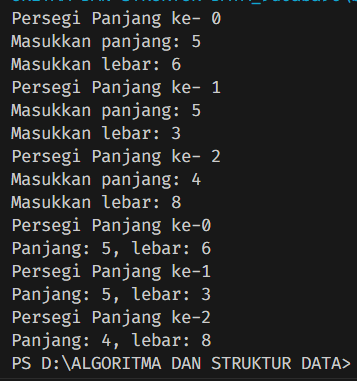 Persegi Panjang ke- 0
Masukkan panjang: 5
Masukkan lebar: 6
Persegi Panjang ke- 1
Masukkan panjang: 5
Masukkan lebar: 3
Persegi Panjang ke- 2
Masukkan panjang: 4
Masukkan lebar: 8
Persegi Panjang ke-0
Panjang: 5, lebar: 6
Persegi Panjang ke-1
Panjang: 5, lebar: 3
Persegi Panjang ke-2
Panjang: 4, lebar: 8
PS D:\ALGORITMA DAN STRUKTUR DATA>